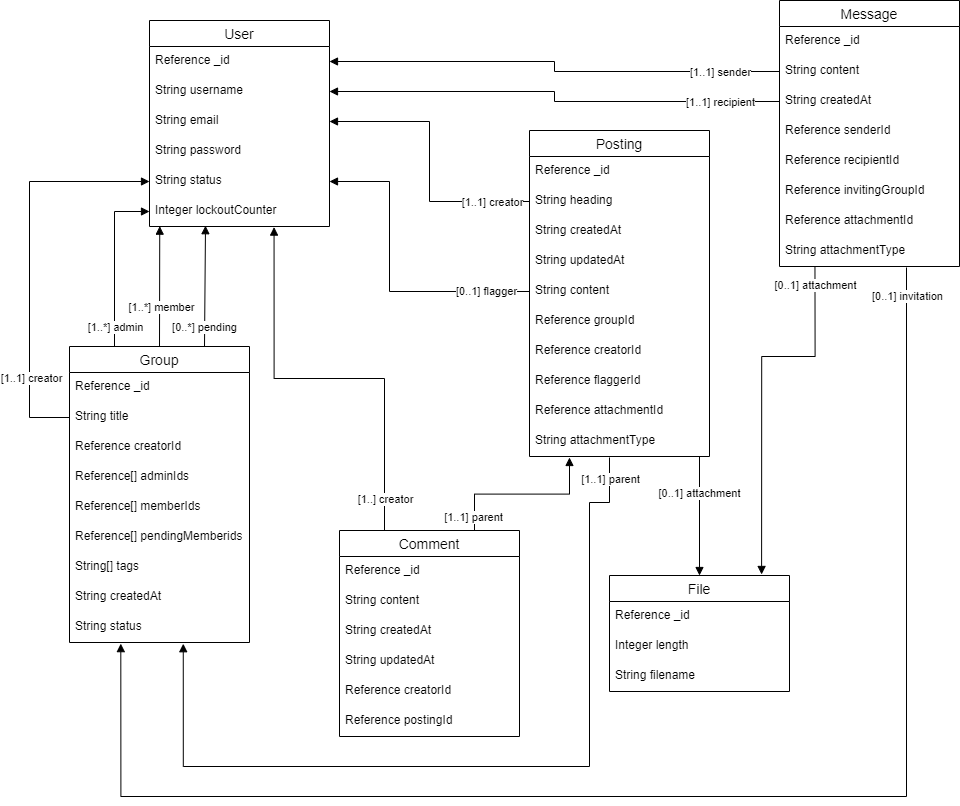 User
Reference _id
String username
String email
String password
String status
Integer lockoutCounter
Message
Reference _id
String content
String createdAt
Reference senderId
Reference recipientId
Reference invitingGroupId
Reference attachmentId
String attachmentType
[1..1] sender
[1..1] recipient
Posting
Reference _id
String heading
String createdAt
String updatedAt
String content
Reference groupId
Reference creatorId
Reference flaggerId
Reference attachmentId
String attachmentType
[1..1] creator
[0..1] flagger
[0..1] attachment
[0..1] invitation
[1..*] member
[1..*] admin
[0..*] pending
[1..1] creator
Group
Reference _id
String title
Reference creatorId
Reference[] adminIds
Reference[] memberIds
Reference[] pendingMemberids
String[] tags
String createdAt
String status
[1..] creator
[1..1] parent
[1..1] parent
[0..1] attachment
Comment
Reference _id
String content
String createdAt
String updatedAt
Reference creatorId
Reference postingId
File
Reference _id
Integer length
String filename